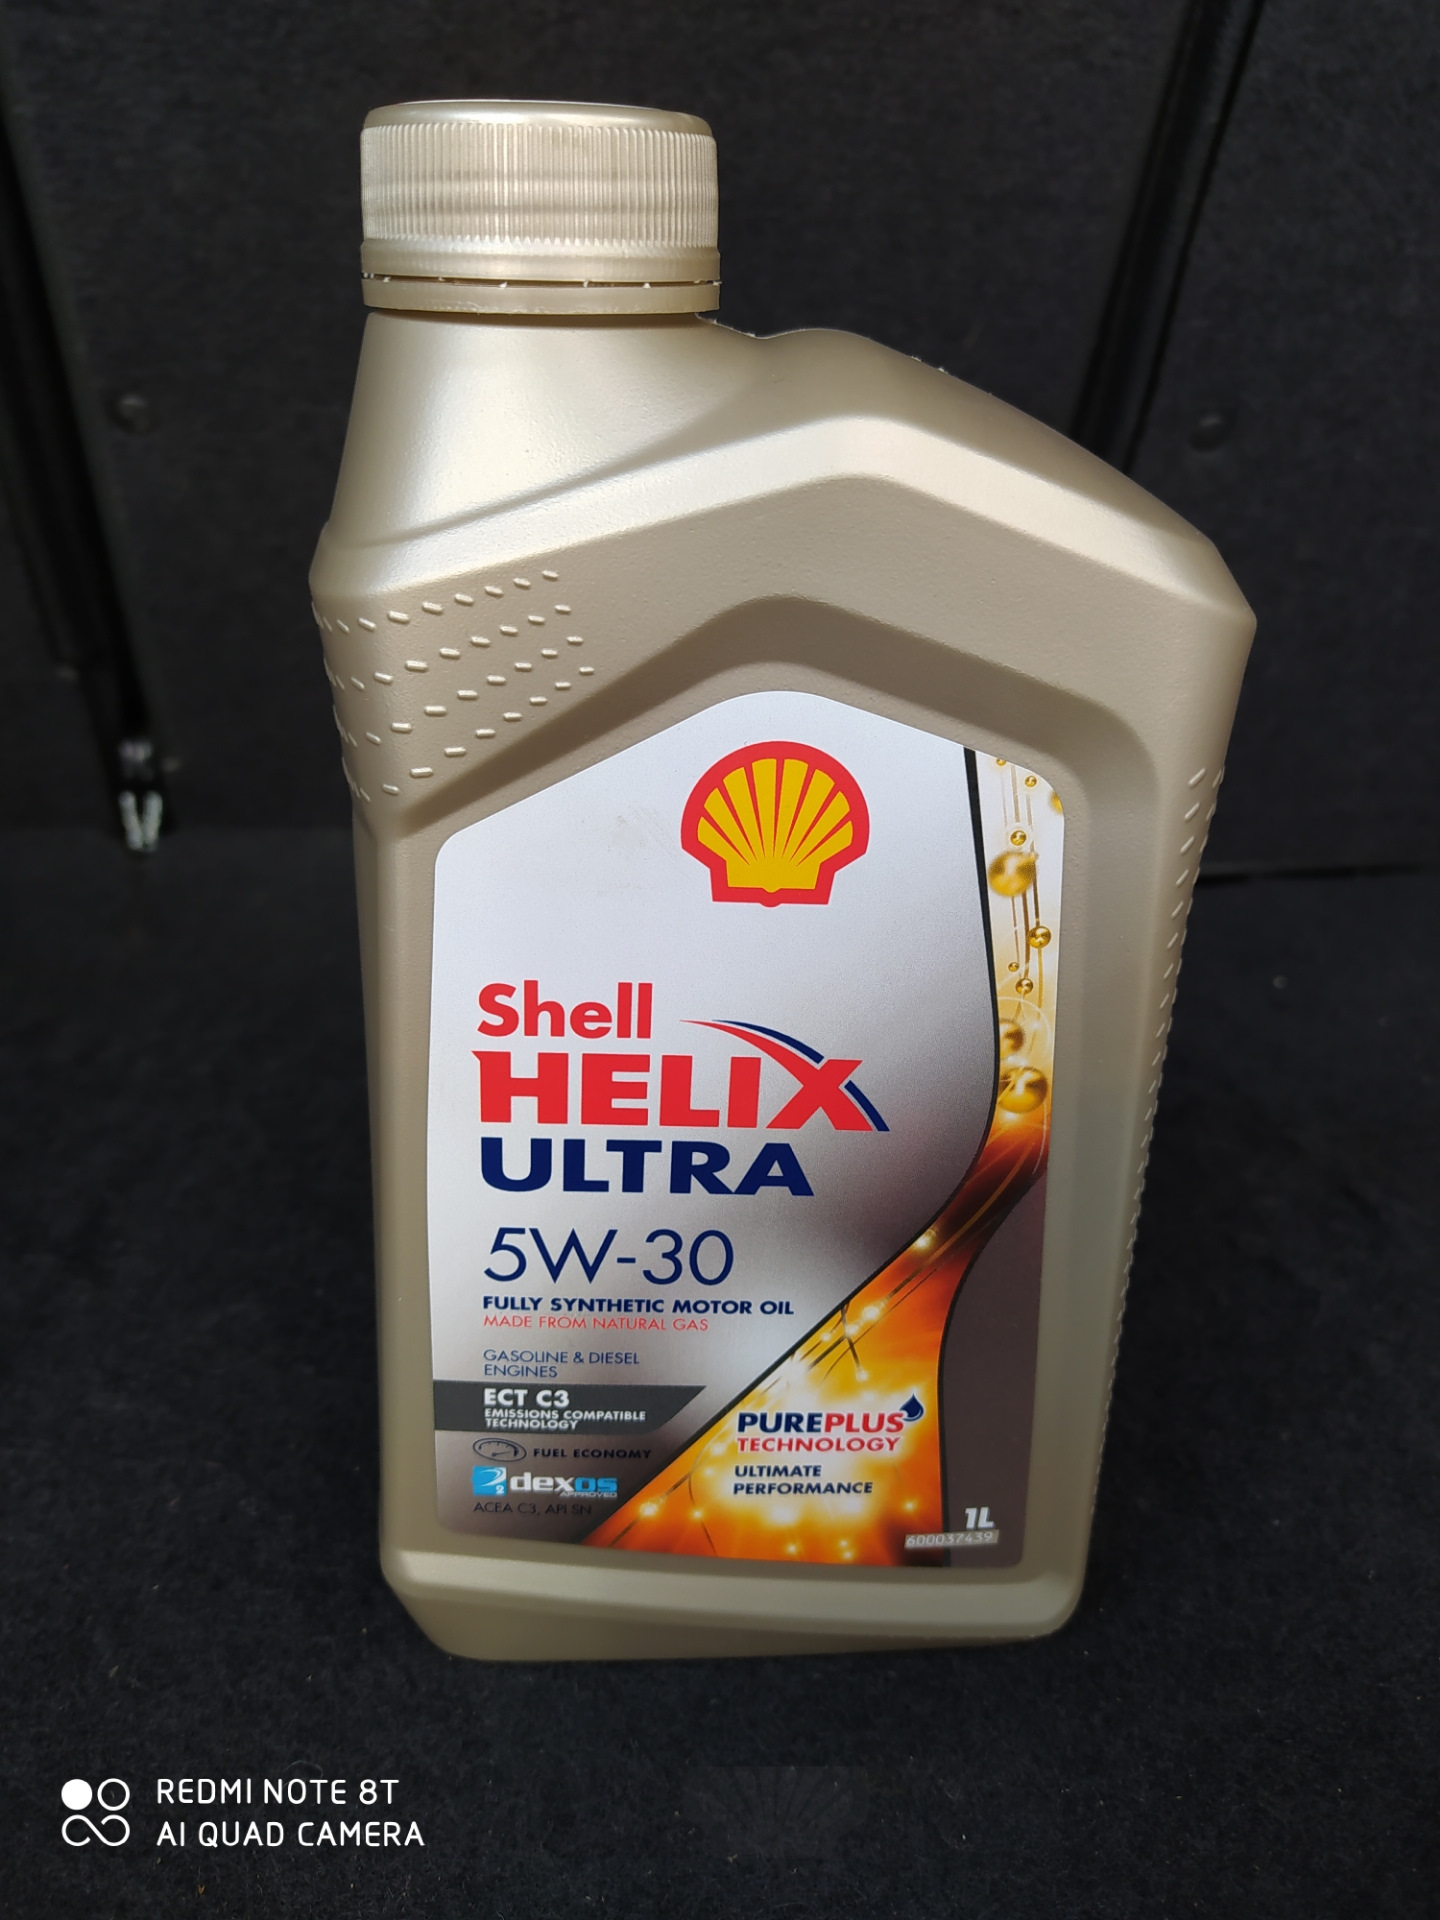 Shell
HELIX
ULTRA
5W-30
FULLY SYNTHETIC MOTOR OIL
MADE FROM NATURAL GAS
GASOLINE & DIESEL
ENGINES
ECT C3
EMISSIONS COMPATIBLE
TECHNOLOGY
FUEL ECONOMY
2 dexos
APPROVED
ACEA C3, API SN
PUREPLUS
TECHNOLOGY
ULTIMATE
PERFORMANCE
1L
600037439
REDMI NOTE 8T
AI QUAD CAMERA